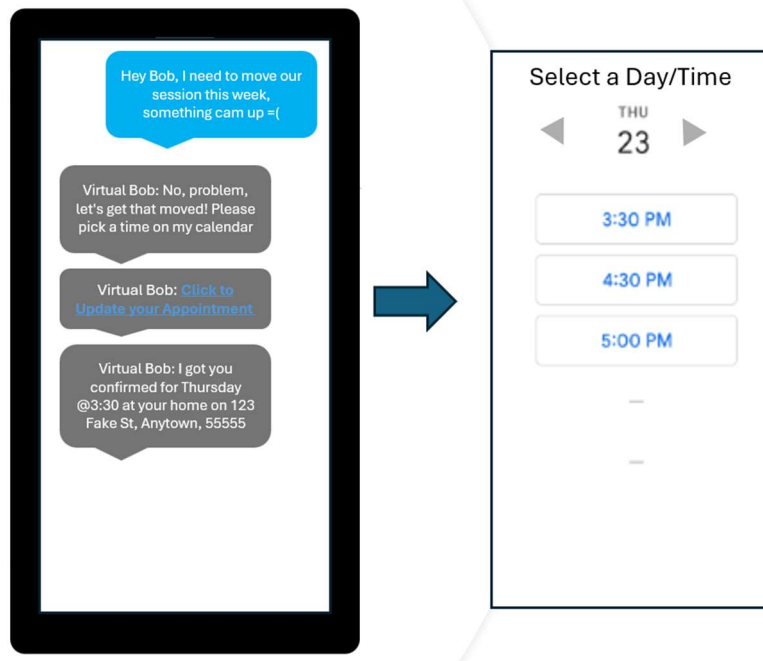 Hey Bob, I need to move our
session this week,
something cam up =(
Virtual Bob: No, problem,
let's get that moved! Please
pick a time on my calendar
Virtual Bob: Click to
Update your Appointment
Virtual Bob: I got you
confirmed for Thursday
@3:30 at your home on 123
Fake St, Anytown, 55555
Select a Day/Time
THU
23
3:30 PM
4:30 PM
5:00 PM
—
—